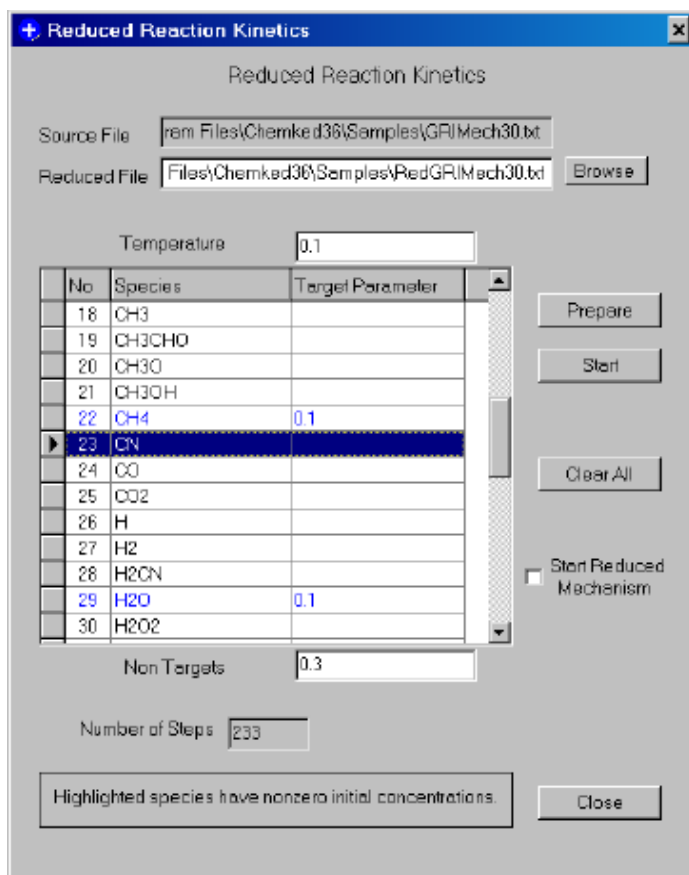 Reduced Reaction Kinetics
Reduced Reaction Kinetics
Source File rem Files\Chemked36\Samples\GRIMech30.txt
Reduced File Files\Chemked36\Samples\RedGRIMech30.txt Browse
Temperature 0.1
No Species Target Parameter
18 CH3
19 CH3CHO
20 CH3O
21 CH3OH
22 CH4 0.1
23 CN
24 CO
25 CO2
26 H
27 H2
28 H2CN
29 H2O 0.1
30 H2O2
Prepare
Start
Clear All
Start Reduced
Mechanism
Non Targets 0.3
Number of Steps 233
Highlighted species have nonzero initial concentrations.
Close